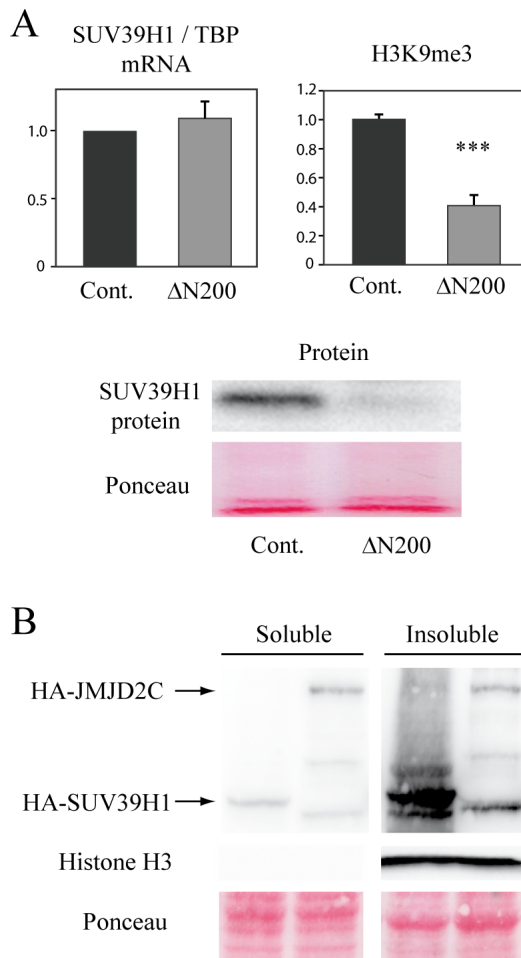 A
SUV39H1 / TBP
mRNA
1.0
0.5
0
Cont.
ΔN200
H3K9me3
1.2
1.0
0.8
0.6
0.4
0.2
0
***
Cont.
ΔN200
Protein
SUV39H1
protein
Ponceau
Cont.
ΔN200
B
Soluble
Insoluble
HA-JMJD2C
HA-SUV39H1
Histone H3
Ponceau